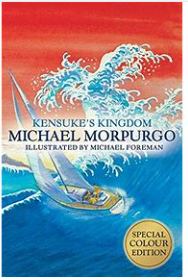 KENSUKE'S KINGDOM
MICHAEL MORPURGO
ILLUSTRATED BY MICHAEL FOREMAN
SPECIAL
COLOUR
EDITION